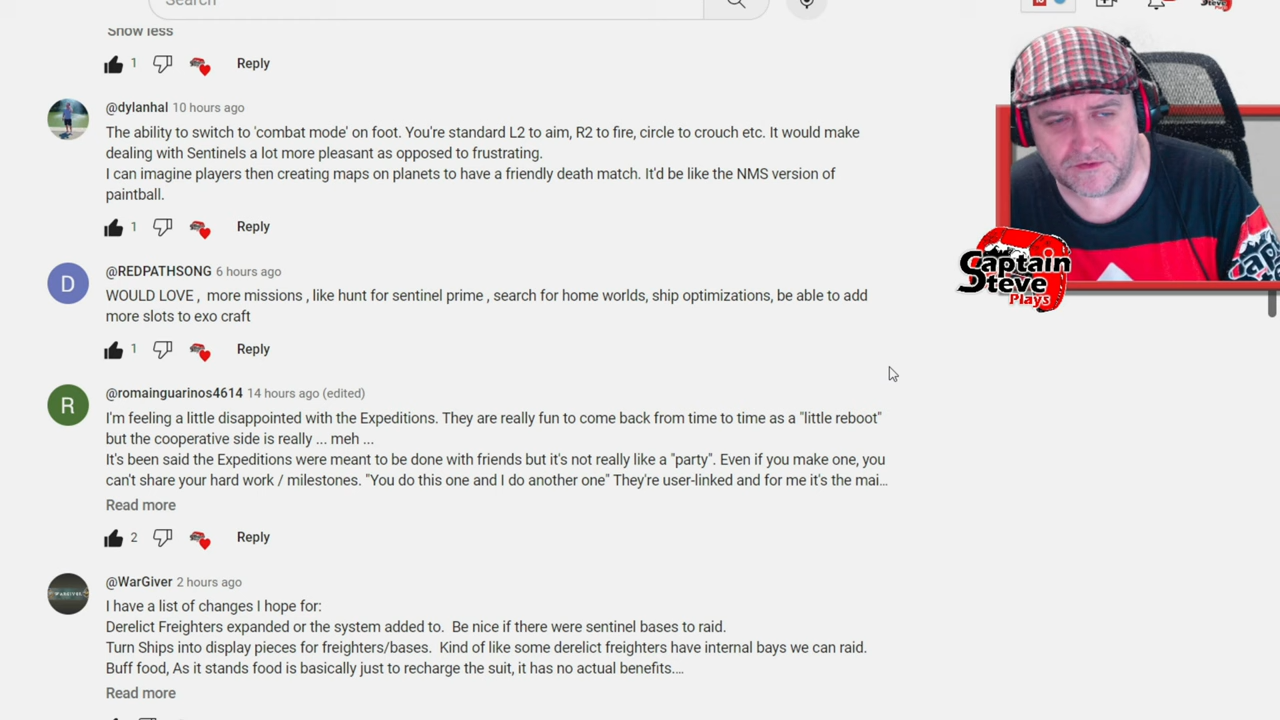 Search
Show less
1
Reply
@dylanhal 10 hours ago
The ability to switch to 'combat mode' on foot. You're standard L2 to aim, R2 to fire, circle to crouch etc. It would make
dealing with Sentinels a lot more pleasant as opposed to frustrating.
I can imagine players then creating maps on planets to have a friendly death match. It'd be like the NMS version of
paintball.
1
Reply
Captain
Steve
Plays
D
@REDPATHSONG 6 hours ago
WOULD LOVE , more missions , like hunt for sentinel prime , search for home worlds, ship optimizations, be able to add
more slots to exo craft
1
Reply
R
@romainguarinos4614 14 hours ago (edited)
I'm feeling a little disappointed with the Expeditions. They are really fun to come back from time to time as a "little reboot"
but the cooperative side is really ... meh ...
It's been said the Expeditions were meant to be done with friends but it's not really like a "party". Even if you make one, you
can't share your hard work / milestones. "You do this one and I do another one" They're user-linked and for me it's the mai...
Read more
2
Reply
WARGIVER
@WarGiver 2 hours ago
I have a list of changes I hope for:
Derelict Freighters expanded or the system added to. Be nice if there were sentinel bases to raid.
Turn Ships into display pieces for freighters/bases. Kind of like some derelict freighters have internal bays we can raid.
Buff food, As it stands food is basically just to recharge the suit, it has no actual benefits....
Read more